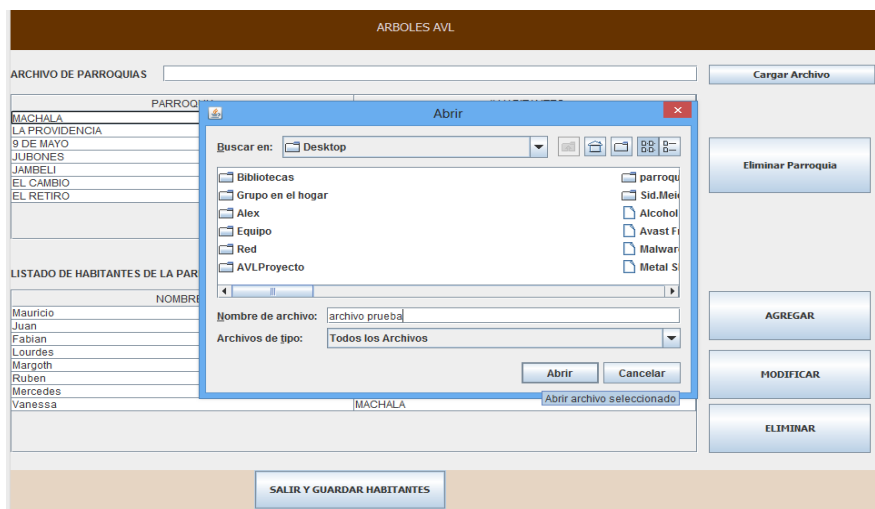 ARBOLES AVL
ARCHIVO DE PARROQUIAS
Cargar Archivo
MACHALA
LA PROVIDENCIA
9 DE MAYO
JUBONES
JAMBELI
EL CAMBIO
EL RETIRO
Eliminar Parroquia
Abrir
Buscar en: Desktop
Bibliotecas
Grupo en el hogar
Alex
Equipo
Red
AVLProyecto
Alcohol
Avast
Metal
Nombre de archivo: archivo prueba
Archivos de tipo: Todos los Archivos
Abrir Cancelar
Abrir archivo seleccionado
LISTADO DE HABITANTES DE LA
Mauricio
Juan
Fabian
Lourdes
Margoth
Ruben
Mercedes
Vanessa MACHALA
AGREGAR
MODIFICAR
ELIMINAR
SALIR Y GUARDAR HABITANTES